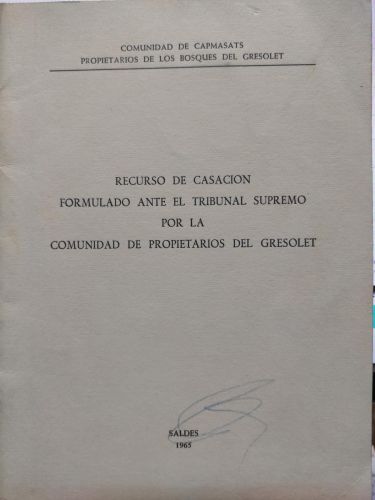 COMUNIDAD DE CAPMASATS
PROPIETARIOS DE LOS BOSQUES DEL GRESOLET
RECURSO DE CASACION
FORMULADO ANTE EL TRIBUNAL SUPREMO
POR LA
COMUNIDAD DE PROPIETARIOS DEL GRESOLET
SALDES
1965